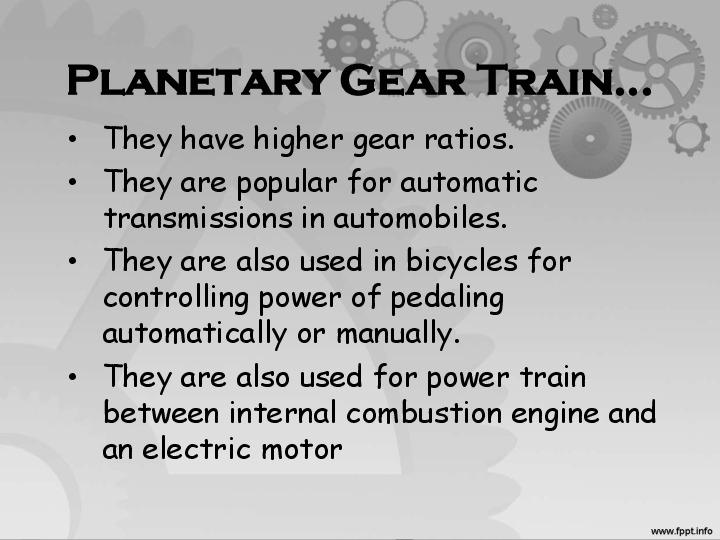 Planetary Gear Train...
• They have higher gear ratios.
• They are popular for automatic
transmissions in automobiles.
• They are also used in bicycles for
controlling power of pedaling
automatically or manually.
• They are also used for power train
between internal combustion engine and
an electric motor
www.fppt.info